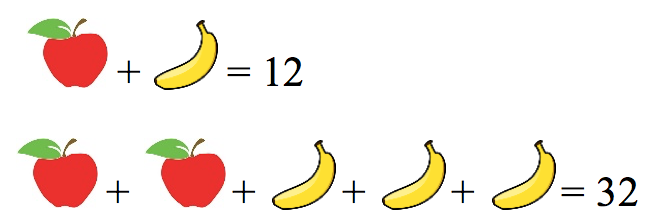 + = 12
+ + + + = 32